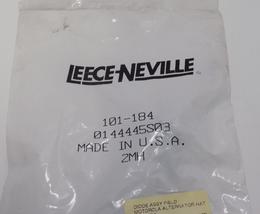 LEECE-NEVILLE
101-184
0144445S03
MADE IN U.S.A.
2MH
DIODE ASSY FIELD
MOTOROLA ALTERNATOR HAT